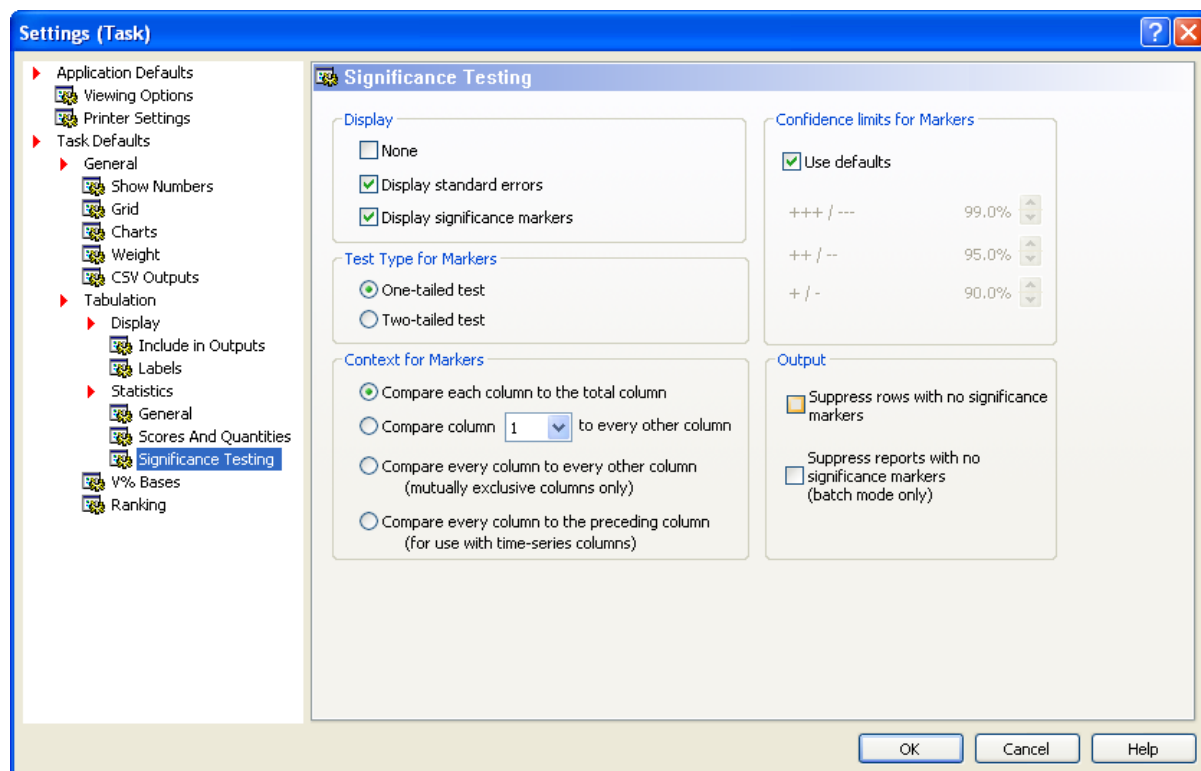 Settings (Task)
Application Defaults
Viewing Options
Printer Settings
Task Defaults
General
Show Numbers
Grid
Charts
Weight
CSV Outputs
Tabulation
Display
Include in Outputs
Labels
Statistics
General
Scores And Quantities
Significance Testing
V% Bases
Ranking
Significance Testing
Display
None
Display standard errors
Display significance markers
Test Type for Markers
One-tailed test
Two-tailed test
Context for Markers
Compare each column to the total column
Compare column 1 to every other column
Compare every column to every other column
(mutually exclusive columns only)
Compare every column to the preceding column
(for use with time-series columns)
Confidence limits for Markers
Use defaults
+++ / --- 99.0%
++ / -- 95.0%
+ / - 90.0%
Output
Suppress rows with no significance
markers
Suppress reports with no
significance markers
(batch mode only)
OK
Cancel
Help